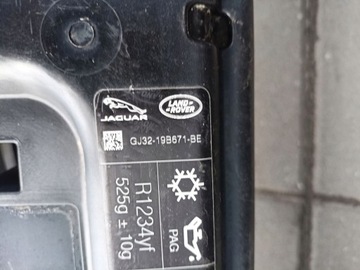 JAGUAR
LAND ROVER
GJ32-19B671-BE
R1234yf
525g ± 10g
PAG